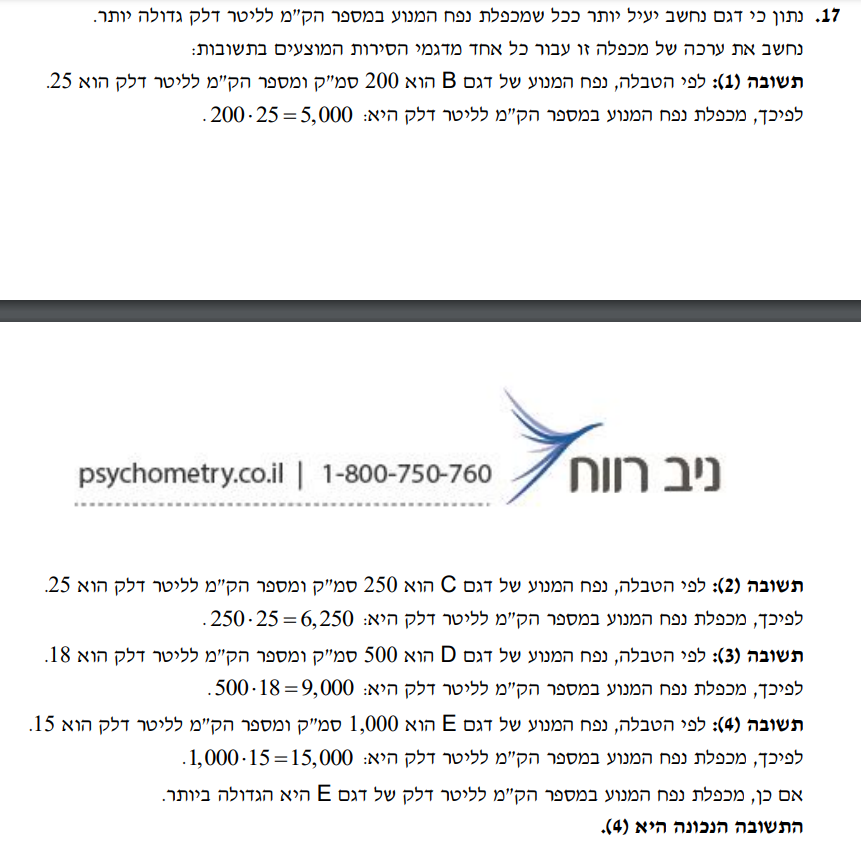 17. נתון כי דגם נחשב יעיל יותר ככל שמכפלת נפח המנוע במספר הק"מ לליטר דלק גדולה יותר.
נחשב את ערכה של מכפלה זו עבור כל אחד מדגמי הסירות המוצעים בתשובות:
תשובה (1): לפי הטבלה, נפח המנוע של דגם B הוא 200 סמ"ק ומספר הק"מ לליטר דלק הוא 25.
לפיכך, מכפלת נפח המנוע במספר הק"מ לליטר דלק היא: 200 · 25 = 5,000 .
ניב רווח
psychometry.co.il | 1-800-750-760
תשובה (2): לפי הטבלה, נפח המנוע של דגם C הוא 250 סמ"ק ומספר הק"מ לליטר דלק הוא 25.
לפיכך, מכפלת נפח המנוע במספר הק"מ לליטר דלק היא: 250 · 25 = 6,250 .
תשובה (3): לפי הטבלה, נפח המנוע של דגם D הוא 500 סמ"ק ומספר הק"מ לליטר דלק הוא 18.
לפיכך, מכפלת נפח המנוע במספר הק"מ לליטר דלק היא: 500 · 18 = 9,000 .
תשובה (4): לפי הטבלה, נפח המנוע של דגם E הוא 1,000 סמ"ק ומספר הק"מ לליטר דלק הוא 15.
לפיכך, מכפלת נפח המנוע במספר הק"מ לליטר דלק היא: 1,000 · 15 = 15,000 .
אם כן, מכפלת נפח המנוע במספר הק"מ לליטר דלק של דגם E היא הגדולה ביותר.
התשובה הנכונה היא (4).